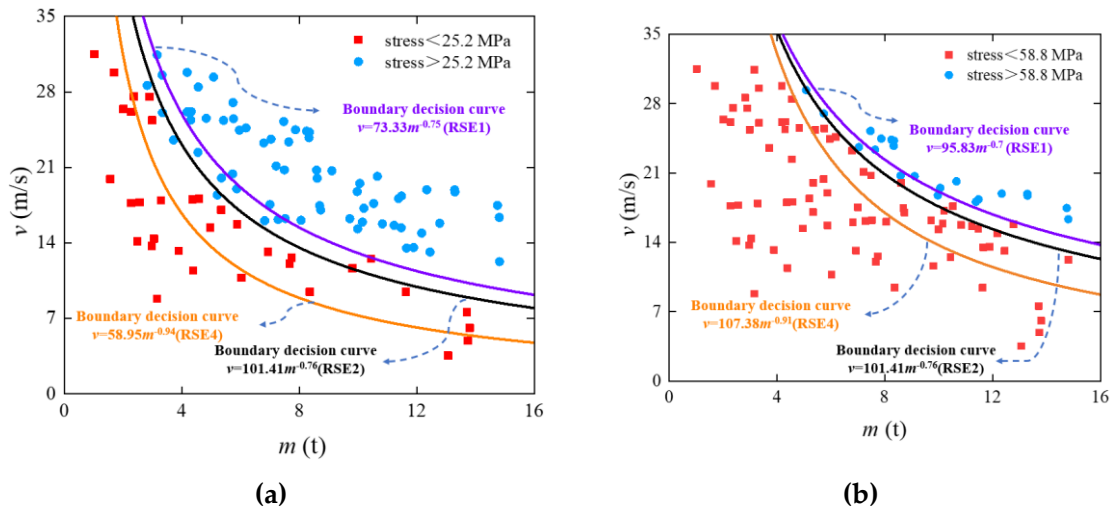 (a)
35
28
21
14
7
0
v (m/s)
stress<25.2 MPa
stress>25.2 MPa
Boundary decision curve
v=73.33m-0.75(RSE1)
Boundary decision curve
v=58.95m-0.94(RSE4)
Boundary decision curve
v=101.41m-0.76(RSE2)
0 4 8 12 16
m (t)
(a)
(b)
35
28
21
14
7
0
v (m/s)
stress<58.8 MPa
stress>58.8 MPa
Boundary decision curve
v=95.83m-0.7 (RSE1)
Boundary decision curve
v=107.38m-0.91(RSE4)
Boundary decision curve
v=101.41m-0.76(RSE2)
0 4 8 12 16
m (t)
(b)